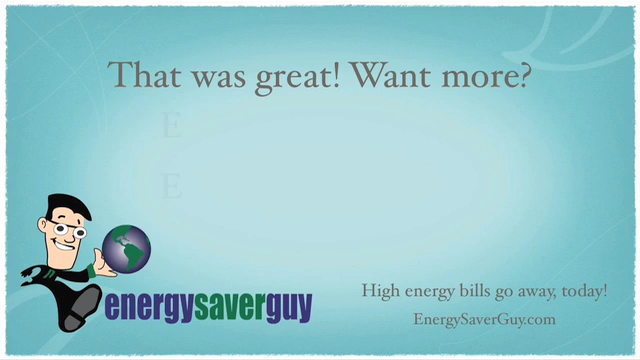 That was great! Want more?
E
E
energysaverguy
High energy bills go away, today!
EnergySaverGuy.com